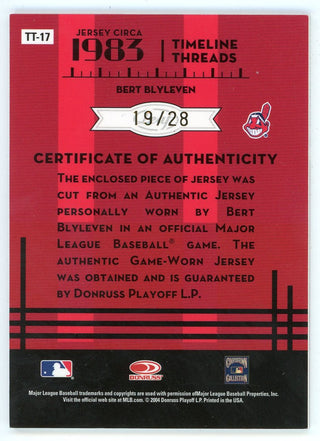 TT-17
JERSEY CIRCA
1983
TIMELINE
THREADS
BERT BLYLEVEN
19/28
CERTIFICATE OF AUTHENTICITY
THE ENCLOSED PIECE OF JERSEY WAS
CUT FROM AN AUTHENTIC JERSEY
PERSONALLY WORN BY BERT
BLYLEVEN IN AN OFFICIAL MAJOR
LEAGUE BASEBALL® GAME. THE
AUTHENTIC GAME-WORN JERSEY
WAS OBTAINED AND IS GUARANTEED
BY DONRUSS PLAYOFF L.P.
DONRUSS
COOPERSTOWN
COLLECTION
Major League Baseball trademarks and copyrights are used with permission ofMajor League Baseball Properties, Inc.
Visit the official web site at MLB.com. © 2004 Donruss Playoff L.P. Printed in the USA.